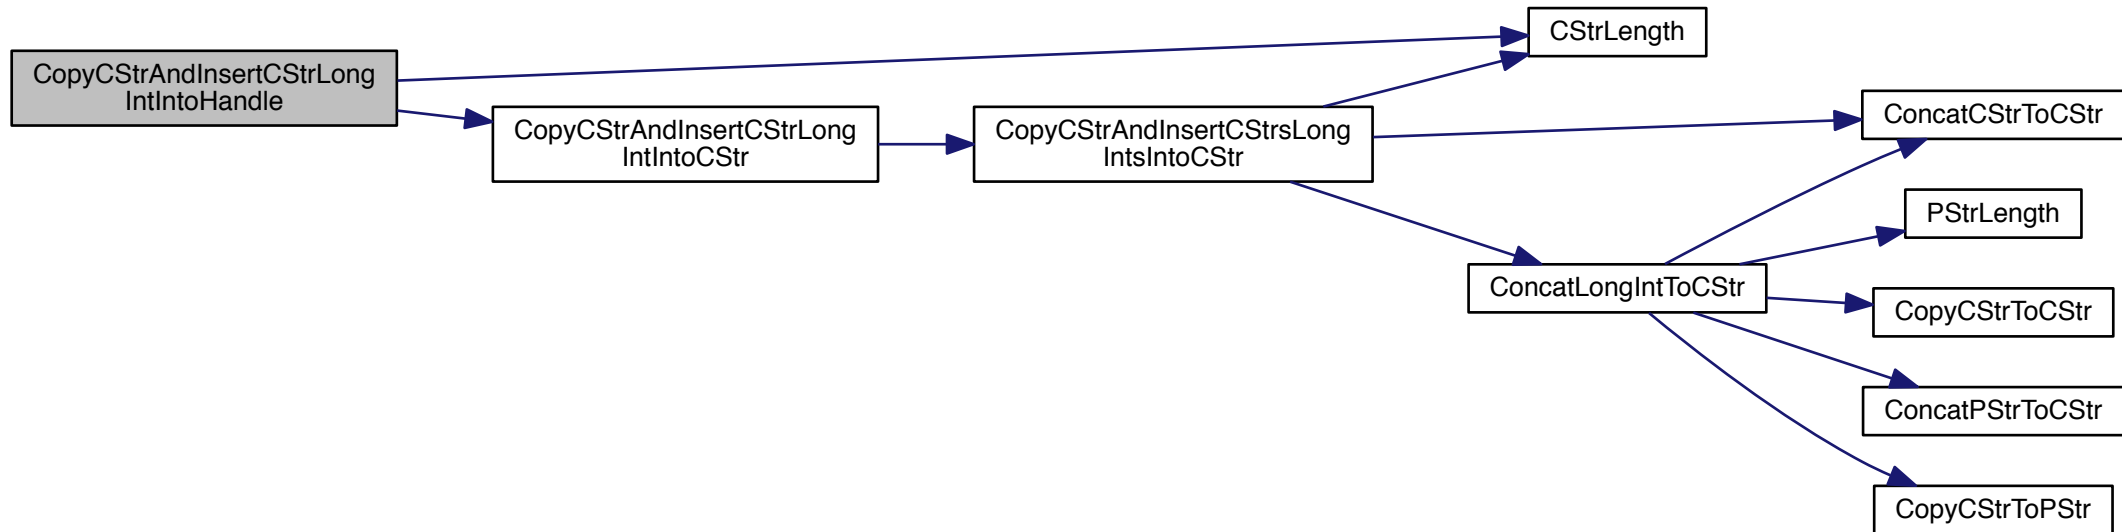 CopyCStrAndInsertCStrLong
IntIntoHandle
CopyCStrAndInsertCStrLong
IntIntoCStr
CopyCStrAndInsertCStrsLong
IntsIntoCStr
CStrLength
ConcatCStrToCStr
PStrLength
ConcatLongIntToCStr
CopyCStrToCStr
ConcatPStrToCStr
CopyCStrToPStr